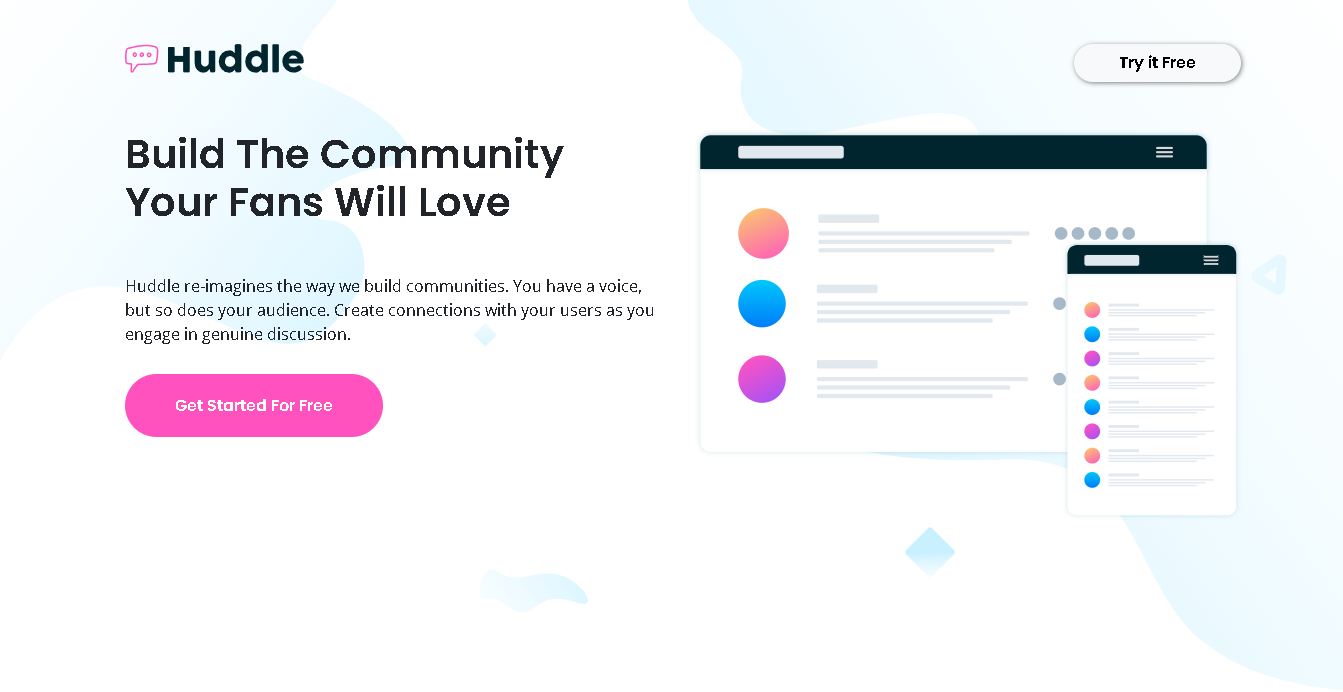 Huddle
Try it Free
Build The Community
Your Fans Will Love
Huddle re-imagines the way we build communities. You have a voice,
but so does your audience. Create connections with your users as you
engage in genuine discussion.
Get Started For Free